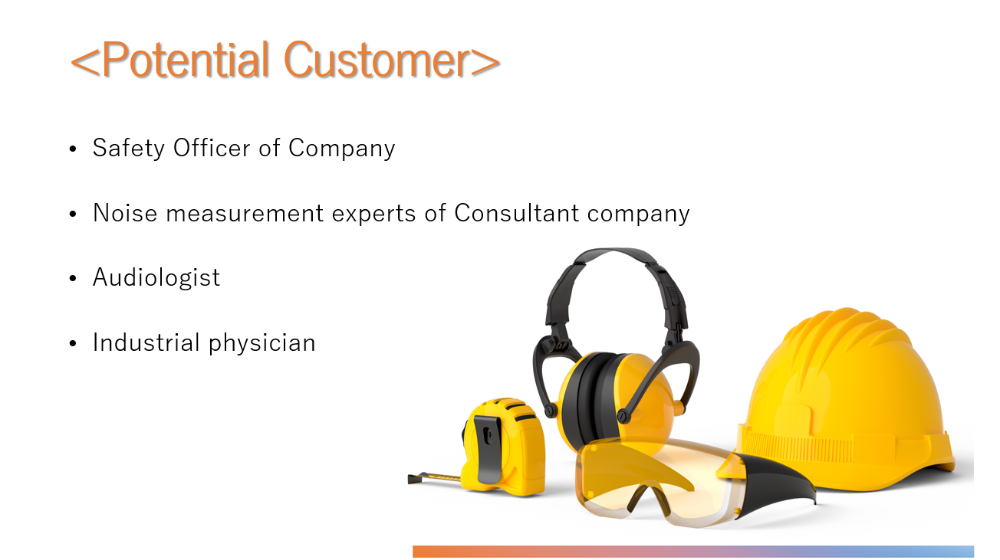 <Potential Customer>
• Safety Officer of Company
• Noise measurement experts of Consultant company
• Audiologist
• Industrial physician